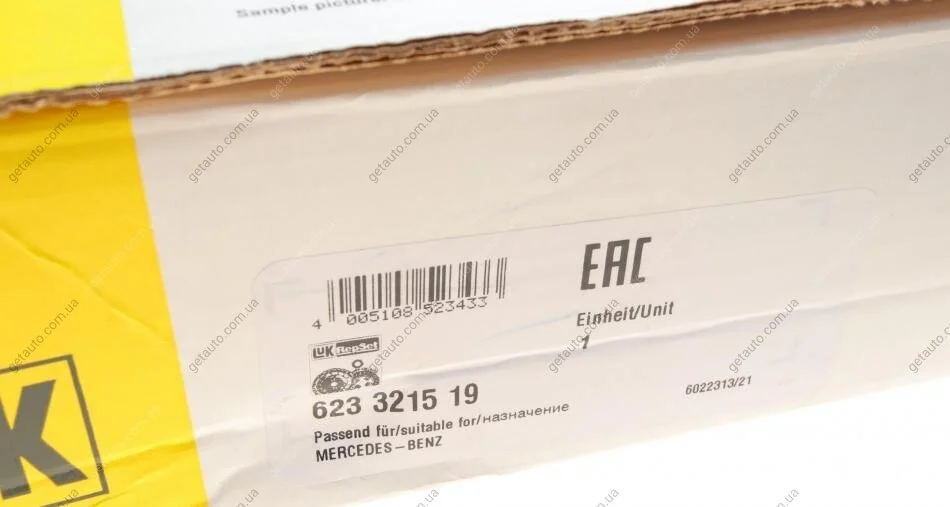 Sample picture
EAC
4 005108 523433
Einheit/Unit
1
LuK RepSet
623 3215 19
6022313/21
Passend für/suitable for/назначение
MERCEDES-BENZ
K
getauto.com.ua